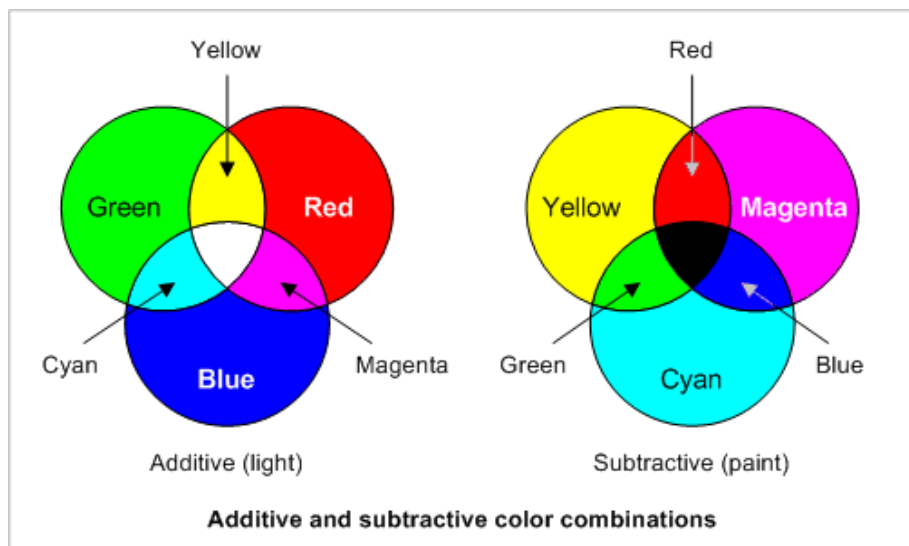 Yellow
Green
Red
Cyan
Blue
Magenta
Additive (light)
Red
Yellow
Magenta
Green
Cyan
Blue
Subtractive (paint)
Additive and subtractive color combinations